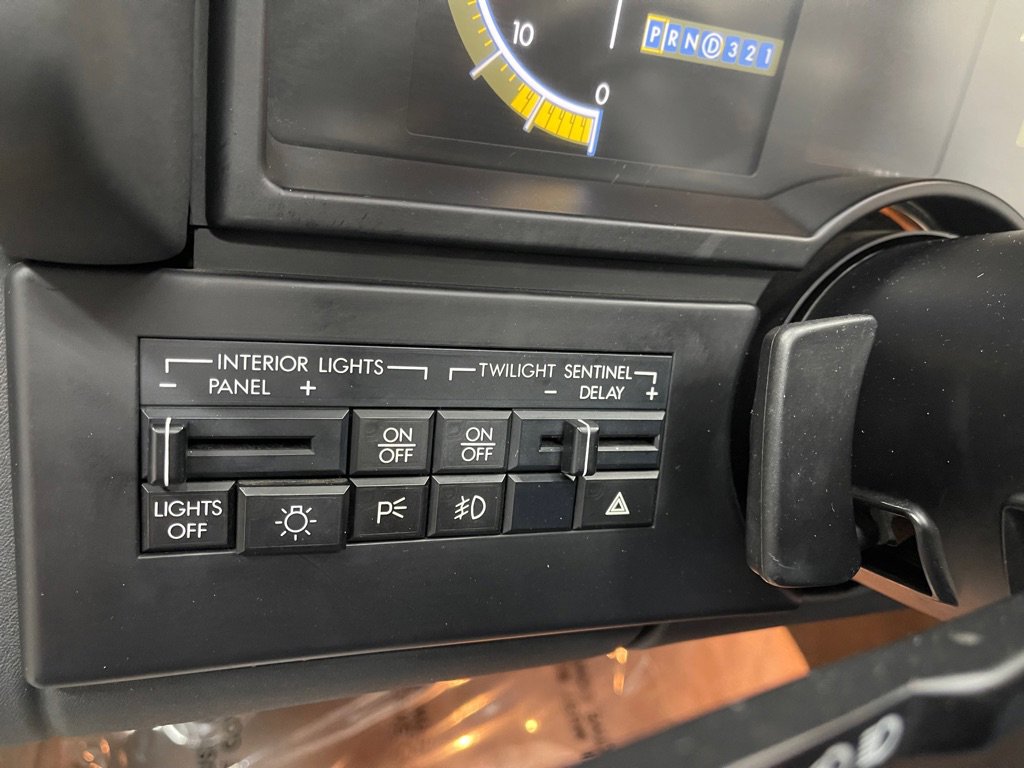 10
0
PRND321
INTERIOR LIGHTS
TWILIGHT SENTINEL
- PANEL +
- DELAY +
ON
OFF
ON
OFF
LIGHTS
OFF
P